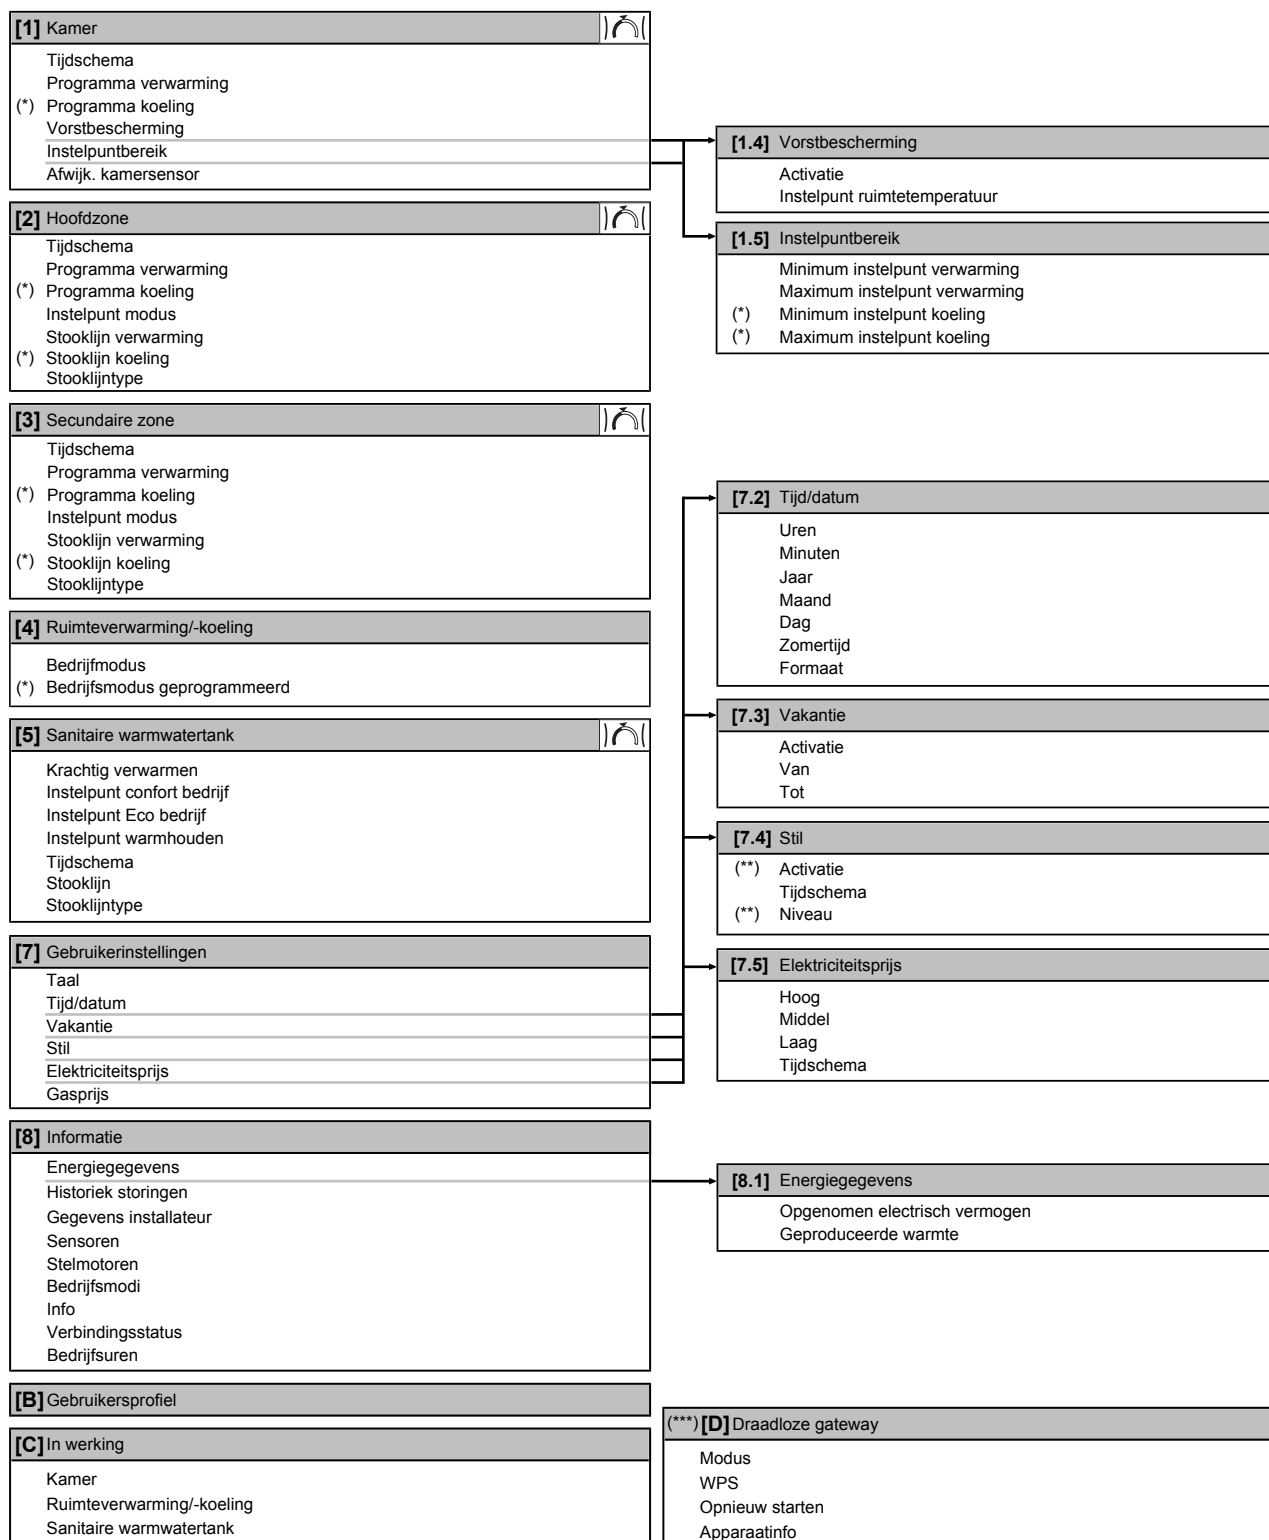 [1] Kamer
Tijdschema
Programma verwarming
(*) Programma koeling
Vorstbescherming
Instelpuntbereik
Afwijk. kamersensor
[1.4] Vorstbescherming
Activatie
Instelpunt ruimtetemperatuur
[1.5] Instelpuntbereik
Minimum instelpunt verwarming
Maximum instelpunt verwarming
(*) Minimum instelpunt koeling
(*) Maximum instelpunt koeling
[2] Hoofdzone
Tijdschema
Programma verwarming
(*) Programma koeling
Instelpunt modus
Stooklijn verwarming
(*) Stooklijn koeling
Stooklijntype
[3] Secundaire zone
Tijdschema
Programma verwarming
(*) Programma koeling
Instelpunt modus
Stooklijn verwarming
(*) Stooklijn koeling
Stooklijntype
[4] Ruimteverwarming/-koeling
Bedrijfmodus
(*) Bedrijfsmodus geprogrammeerd
[5] Sanitaire warmwatertank
Krachtig verwarmen
Instelpunt confort bedrijf
Instelpunt Eco bedrijf
Instelpunt warmhouden
Tijdschema
Stooklijn
Stooklijntype
[7] Gebruikerinstellingen
Taal
Tijd/datum
Vakantie
Stil
Elektriciteitsprijs
Gasprijs
[7.2] Tijd/datum
Uren
Minuten
Jaar
Maand
Dag
Zomertijd
Formaat
[7.3] Vakantie
Activatie
Van
Tot
[7.4] Stil
(**) Activatie
Tijdschema
(**) Niveau
[7.5] Elektriciteitsprijs
Hoog
Middel
Laag
Tijdschema
[8] Informatie
Energiegegevens
Historiek storingen
Gegevens installateur
Sensoren
Stelmotoren
Bedrijfsmodi
Info
Verbindingsstatus
Bedrijfsuren
[8.1] Energiegegevens
Opgenomen electrisch vermogen
Geproduceerde warmte
[B] Gebruikersprofiel
[C] In werking
Kamer
Ruimteverwarming/-koeling
Sanitaire warmwatertank
(***) [D] Draadloze gateway
Modus
WPS
Opnieuw starten
Apparaatinfo